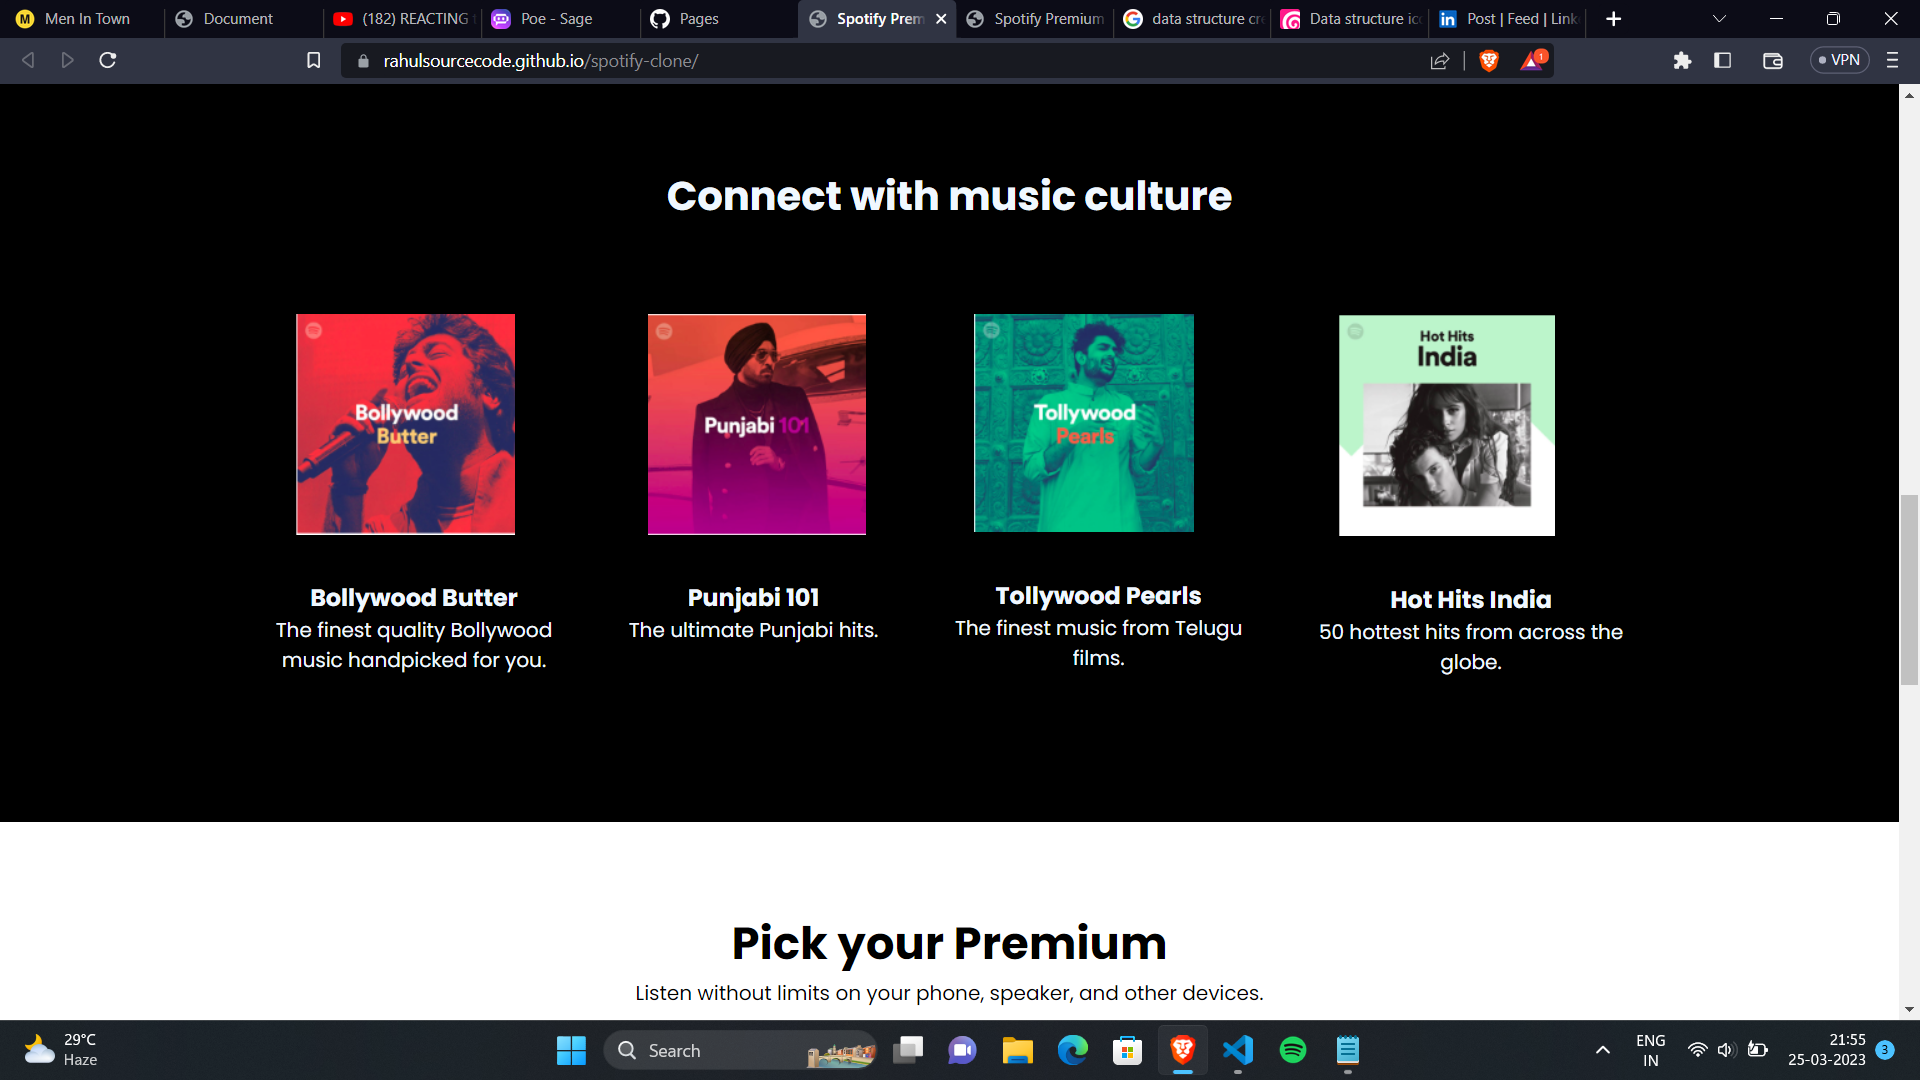 Men In Town
Document
(182) REACTING
Poe - Sage
Pages
Spotify Prem
Spotify Premium
data structure cre
Data structure ico
Post | Feed | Link
rahulsourcecode.github.io/spotify-clone/
1
VPN
Connect with music culture
Bollywood
Butter
Punjabi 101
Tollywood
Pearls
Hot Hits
India
Bollywood Butter
The finest quality Bollywood
music handpicked for you.
Punjabi 101
The ultimate Punjabi hits.
Tollywood Pearls
The finest music from Telugu
films.
Hot Hits India
50 hottest hits from across the
globe.
Pick your Premium
Listen without limits on your phone, speaker, and other devices.
29°C
Haze
Search
ENG
IN
21:55
25-03-2023
3